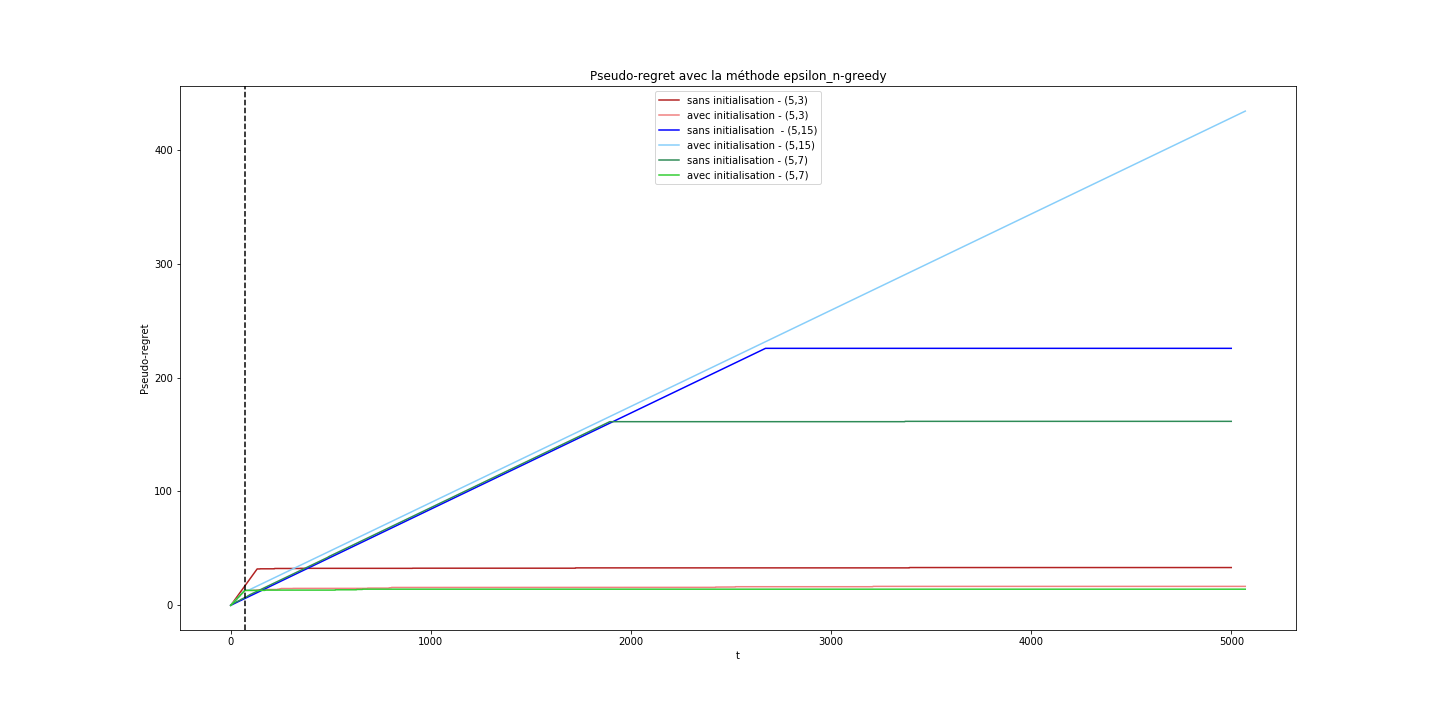 Pseudo-regret avec la méthode epsilon_n-greedy
sans initialisation - (5,3)
avec initialisation - (5,3)
sans initialisation  - (5,15)
avec initialisation - (5,15)
sans initialisation - (5,7)
avec initialisation - (5,7)
Pseudo-regret
400
300
200
100
0
0 1000 2000 3000 4000 5000
t